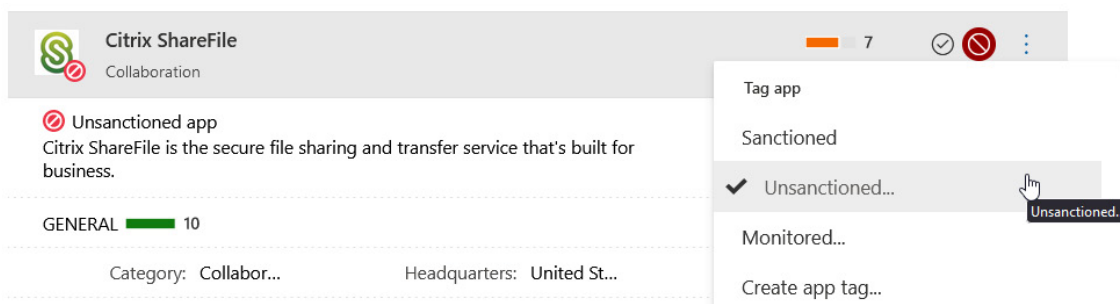 Citrix ShareFile
7
Collaboration
Tag app
Unsanctioned app
Sanctioned
Citrix ShareFile is the secure file sharing and transfer service that's built for
business.
Unsanctioned...
Unsanctioned.
GENERAL 10
Monitored...
Category: Collabor...
Headquarters: United St...
Create app tag...